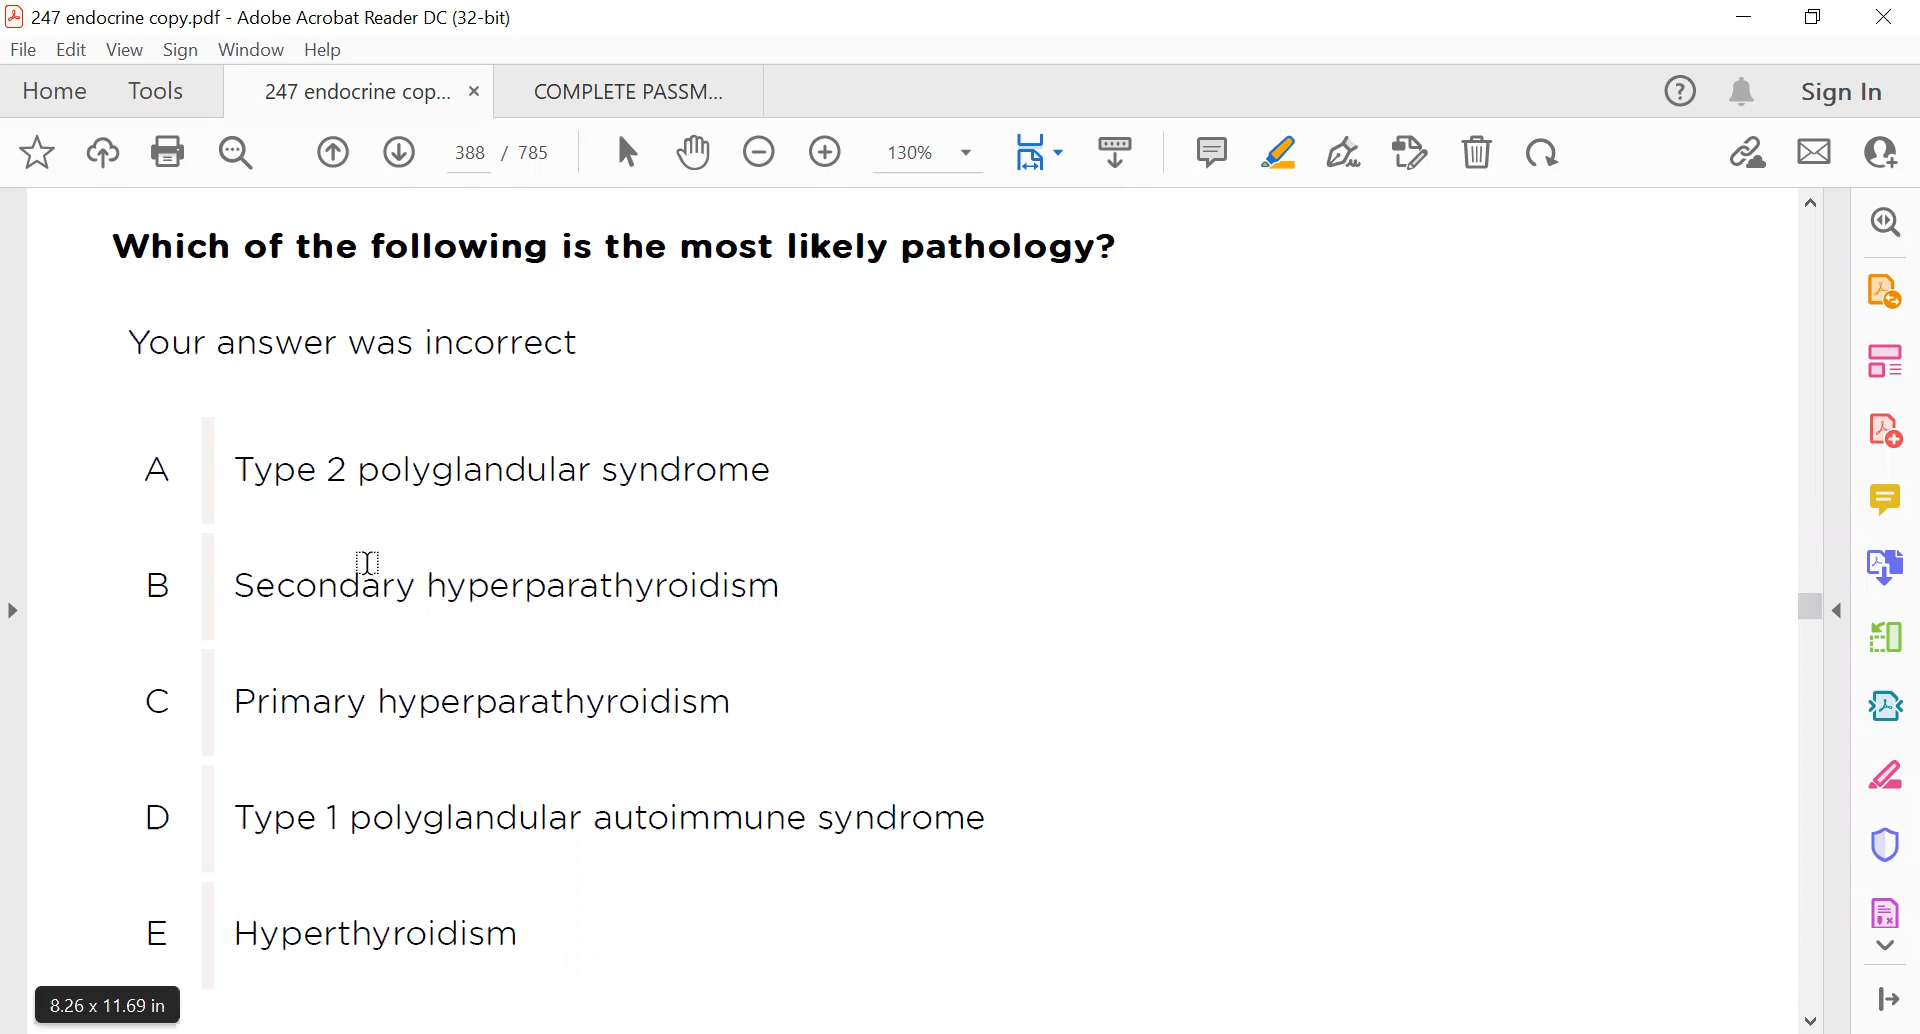 247 endocrine copy.pdf - Adobe Acrobat Reader DC (32-bit)
File Edit View Sign Window Help
Home Tools 247 endocrine cop... × COMPLETE PASSM... Sign In
388 / 785 130%
Which of the following is the most likely pathology?
Your answer was incorrect
A Type 2 polyglandular syndrome
B Secondary hyperparathyroidism
C Primary hyperparathyroidism
D Type 1 polyglandular autoimmune syndrome
E Hyperthyroidism
8.26 x 11.69 in